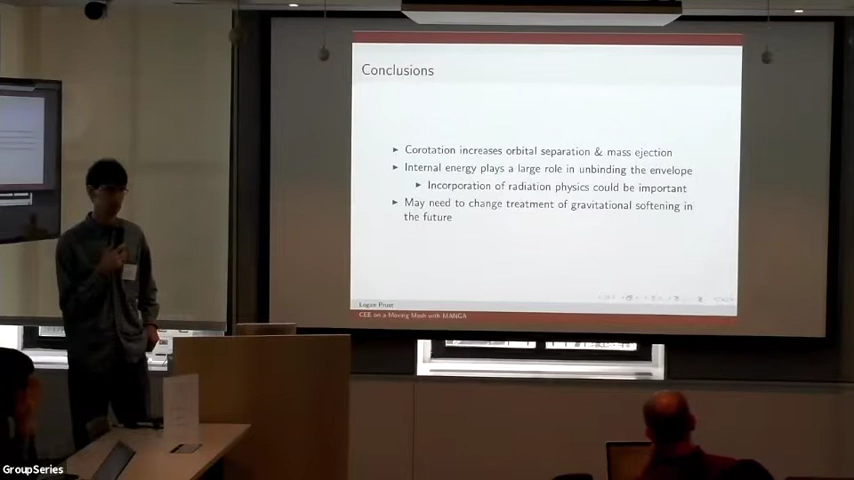 Conclusions
► Corotation increases orbital separation & mass ejection
► Internal energy plays a large role in unbinding the envelope
► Incorporation of radiation physics could be important
► May need to change treatment of gravitational softening in
the future
Logan Prust
CEE on a Moving Mesh with MANGA
GroupSeries